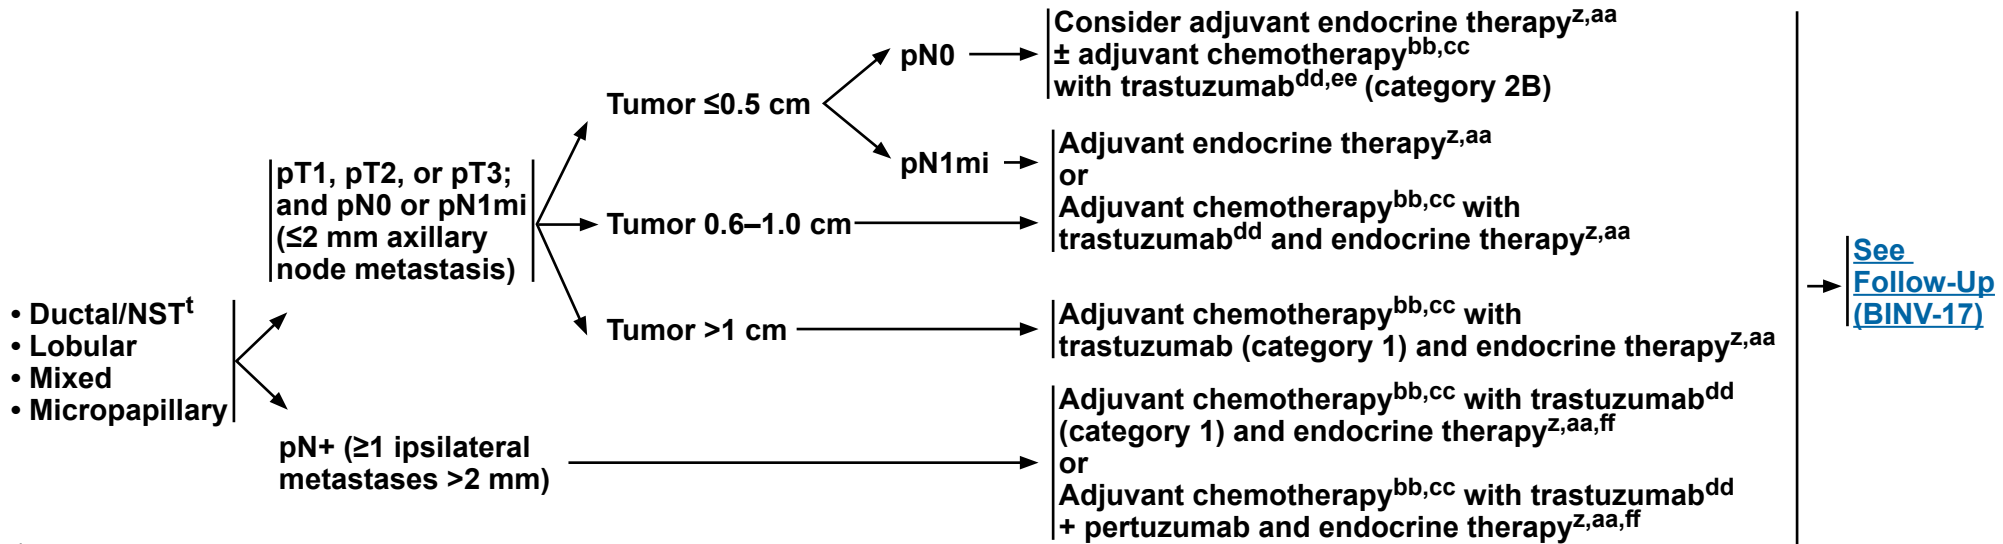 • Ductal/NSTt
• Lobular
• Mixed
• Micropapillary
pT1, pT2, or pT3;
and pN0 or pN1mi
(≤2 mm axillary
node metastasis)
pN+ (≥1 ipsilateral
metastases >2 mm)
Tumor ≤0.5 cm
Tumor 0.6–1.0 cm
Tumor >1 cm
pN0
pN1mi
Consider adjuvant endocrine therapyz,aa
± adjuvant chemotherapybb,cc
with trastuzumabdd,ee (category 2B)
Adjuvant endocrine therapyz,aa
or
Adjuvant chemotherapybb,cc with
trastuzumabdd and endocrine therapyz,aa
Adjuvant chemotherapybb,cc with
trastuzumab (category 1) and endocrine therapyz,aa
Adjuvant chemotherapybb,cc with trastuzumabdd
(category 1) and endocrine therapyz,aa,ff
or
Adjuvant chemotherapybb,cc with trastuzumabdd
+ pertuzumab and endocrine therapyz,aa,ff
See
Follow-Up
(BINV-17)